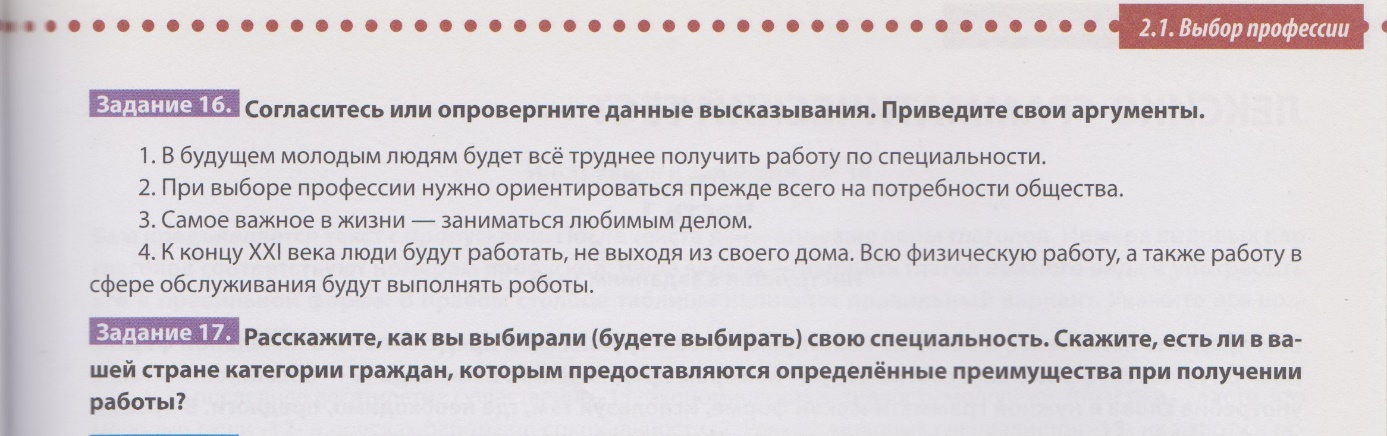 2.1. Выбор профессии
Задание 16. Согласитесь или опровергните данные высказывания. Приведите свои аргументы.
1. В будущем молодым людям будет всё труднее получить работу по специальности.
2. При выборе профессии нужно ориентироваться прежде всего на потребности общества.
3. Самое важное в жизни — заниматься любимым делом.
4. К концу XXI века люди будут работать, не выходя из своего дома. Всю физическую работу, а также работу в
сфере обслуживания будут выполнять роботы.
Задание 17. Расскажите, как вы выбирали (будете выбирать) свою специальность. Скажите, есть ли в ва-
шей стране категории граждан, которым предоставляются определённые преимущества при получении
работы?